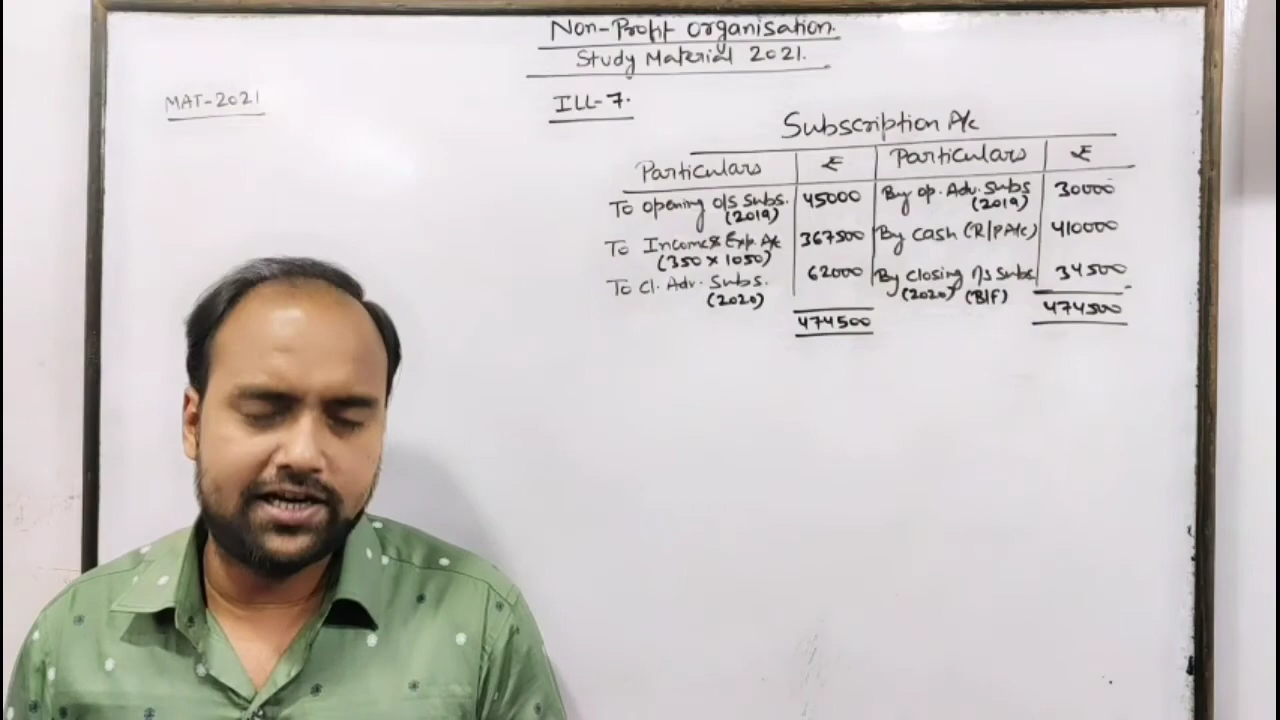 Non-Profit Organisation.
Study Material 2021.
MAT-2021
ILL-7.
Subscription A/c
Particulars ₹ Particulars ₹
To Opening o/s Subs. 45000 By op. Adv. Subs 30000
(2019) (2019)
To Income & Exp. A/c 367500 By Cash (R/P A/c) 410000
(350 x 1050)
To Cl. Adv. Subs. 62000 By Closing o/s Subs. 34500
(2020) (2020) (B/F)
474500 474500